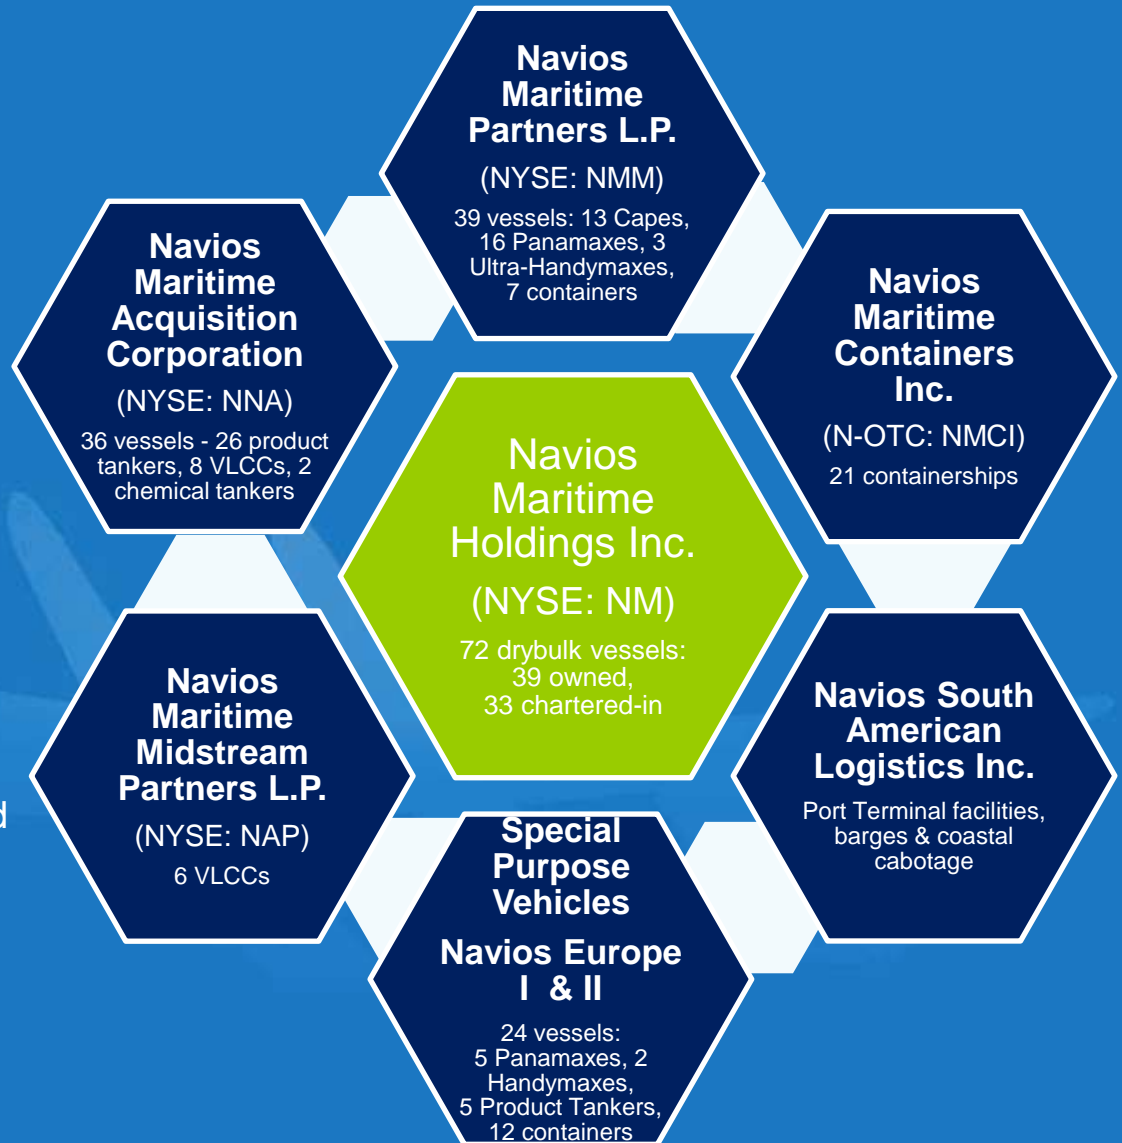 Navios
Maritime
Partners L.P.
(NYSE: NMM)
39 vessels: 13 Capes,
16 Panamaxes, 3
Ultra-Handymaxes,
7 containers
Navios
Maritime
Acquisition
Corporation
(NYSE: NNA)
36 vessels - 26 product
tankers, 8 VLCCs, 2
chemical tankers
Navios
Maritime
Containers
Inc.
(N-OTC: NMCI)
21 containerships
Navios
Maritime
Holdings Inc.
(NYSE: NM)
72 drybulk vessels:
39 owned,
33 chartered-in
Navios
Maritime
Midstream
Partners L.P.
(NYSE: NAP)
6 VLCCs
Navios South
American
Logistics Inc.
Port Terminal facilities,
barges & coastal
cabotage
Special
Purpose
Vehicles
Navios Europe
I & II
24 vessels:
5 Panamaxes, 2
Handymaxes,
5 Product Tankers,
12 containers